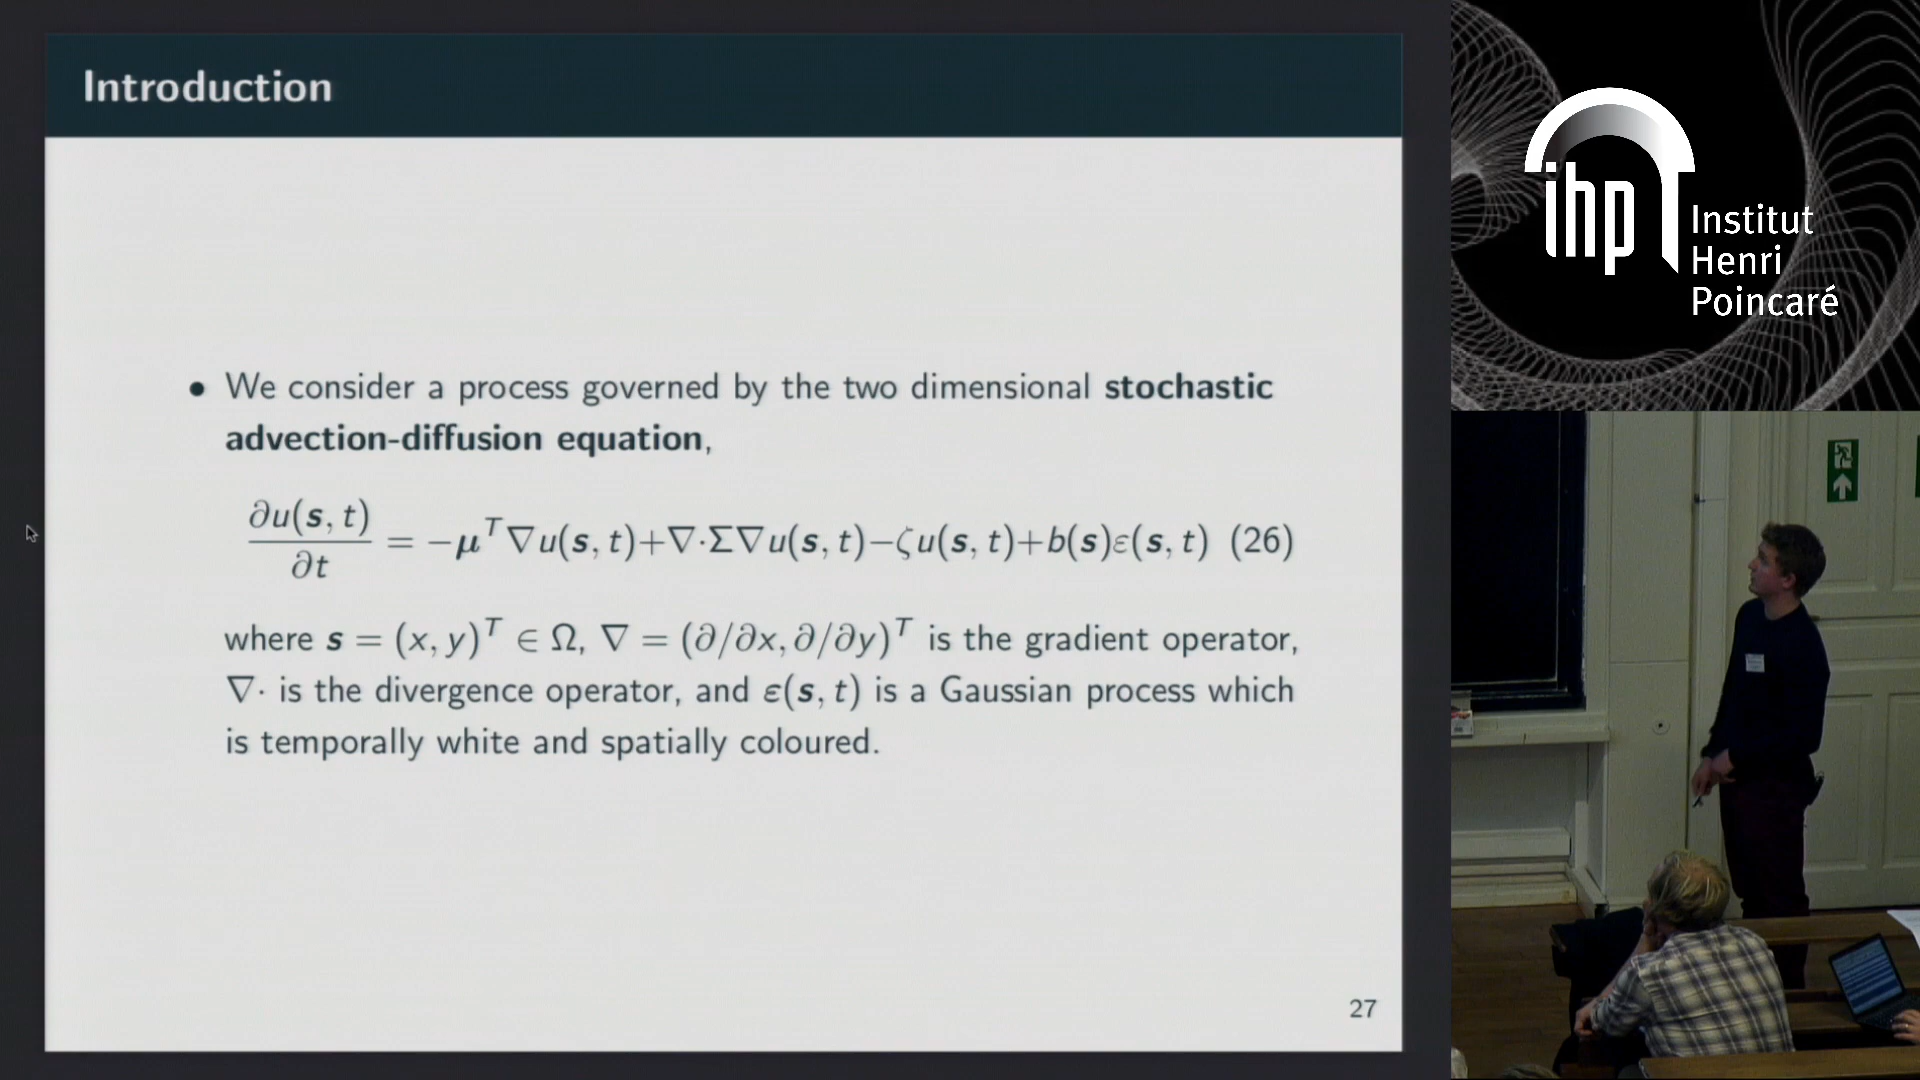 Introduction
• We consider a process governed by the two dimensional stochastic
advection-diffusion equation,
∂u(s, t)/∂t = −μᵀ∇u(s, t)+∇·Σ∇u(s, t)−ζu(s, t)+b(s)ε(s, t) (26)
where s = (x, y)ᵀ ∈ Ω, ∇ = (∂/∂x, ∂/∂y)ᵀ is the gradient operator,
∇· is the divergence operator, and ε(s, t) is a Gaussian process which
is temporally white and spatially coloured.
27
ihp
Institut
Henri
Poincaré